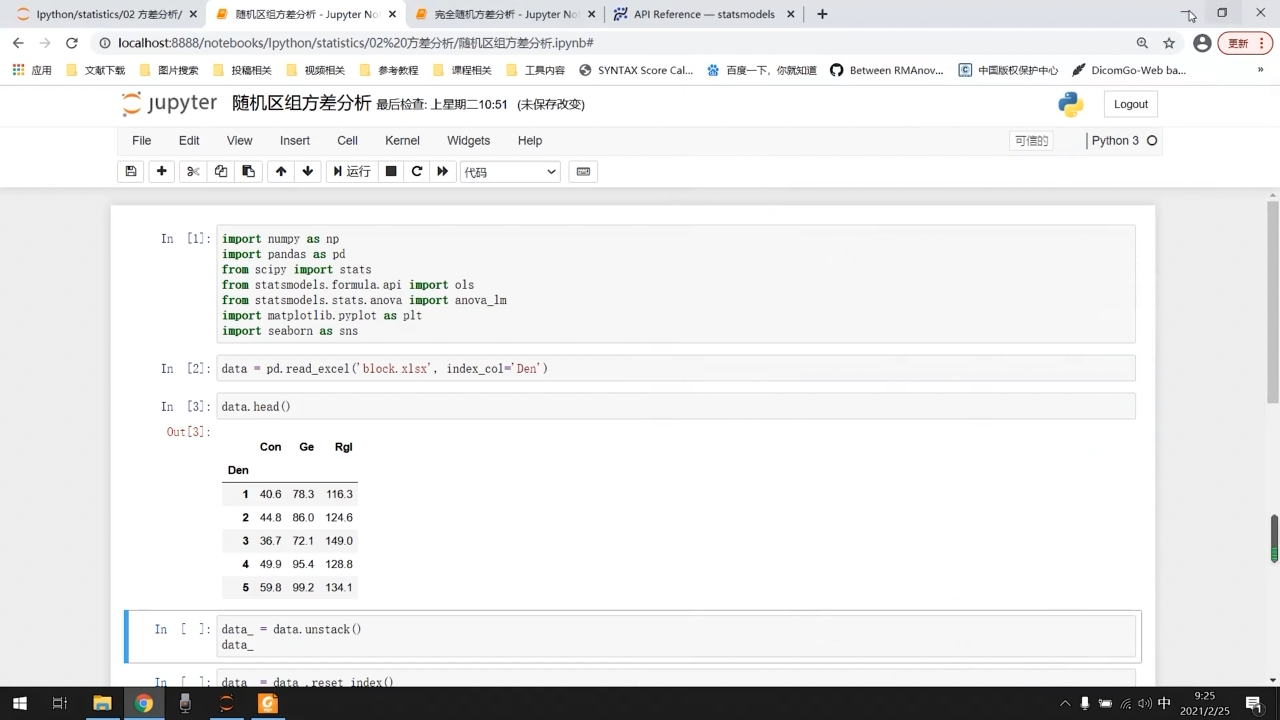 Ipython/statistics/02 方差分析/
随机区组方差分析 - Jupyter No
完全随机方差分析 - Jupyter Not
API Reference — statsmodels
localhost:8888/notebooks/Ipython/statistics/02%20方差分析/随机区组方差分析.ipynb#
更新
应用
文献下载
图片搜索
投稿相关
视频相关
参考教程
课程相关
工具内容
SYNTAX Score Cal...
百度一下,你就知道
Between RMAnov...
中国版权保护中心
DicomGo-Web ba...
»
jupyter 随机区组方差分析 最后检查: 上星期二10:51 (未保存改变)
Logout
File Edit View Insert Cell Kernel Widgets Help
可信的
Python 3
运行
代码
In [1]:
import numpy as np
import pandas as pd
from scipy import stats
from statsmodels.formula.api import ols
from statsmodels.stats.anova import anova_lm
import matplotlib.pyplot as plt
import seaborn as sns
In [2]: data = pd.read_excel('block.xlsx', index_col='Den')
In [3]: data.head()
Out[3]:
Con Ge Rgl
Den
1 40.6 78.3 116.3
2 44.8 86.0 124.6
3 36.7 72.1 149.0
4 49.9 95.4 128.8
5 59.8 99.2 134.1
In [ ]: data_ = data.unstack()
data_
In [ ]: data_ = data_.reset_index()
中
9:25
2021/2/25
1